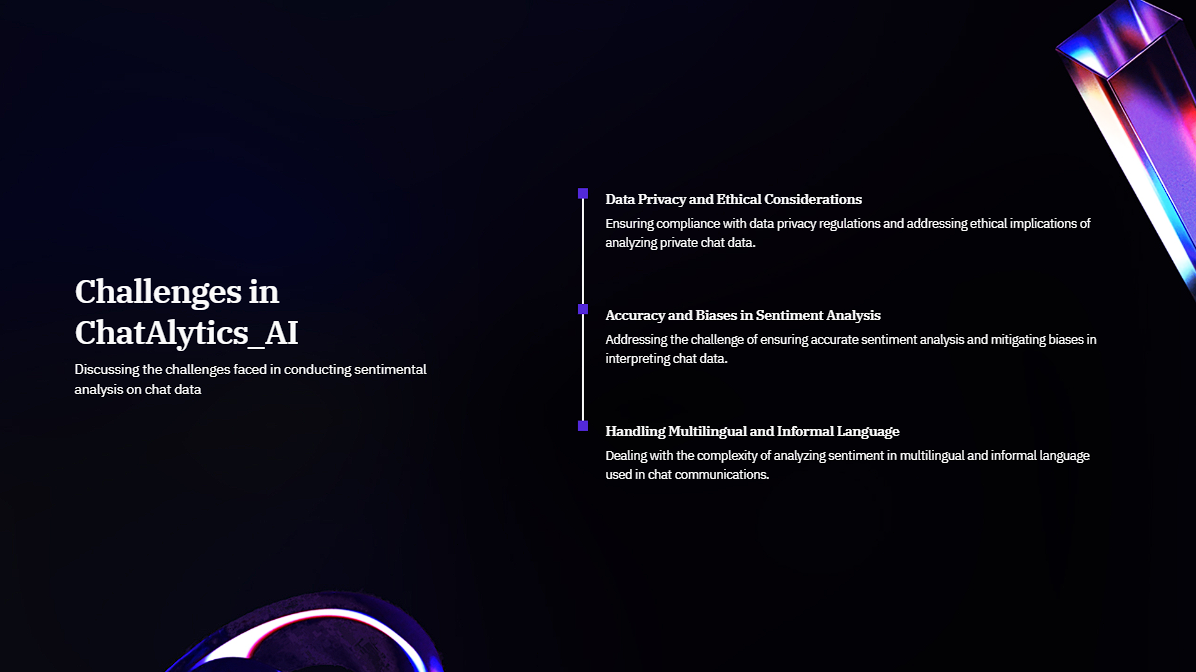 Challenges in
ChatAlytics_AI
Discussing the challenges faced in conducting sentimental
analysis on chat data
Data Privacy and Ethical Considerations
Ensuring compliance with data privacy regulations and addressing ethical implications of
analyzing private chat data.
Accuracy and Biases in Sentiment Analysis
Addressing the challenge of ensuring accurate sentiment analysis and mitigating biases in
interpreting chat data.
Handling Multilingual and Informal Language
Dealing with the complexity of analyzing sentiment in multilingual and informal language
used in chat communications.